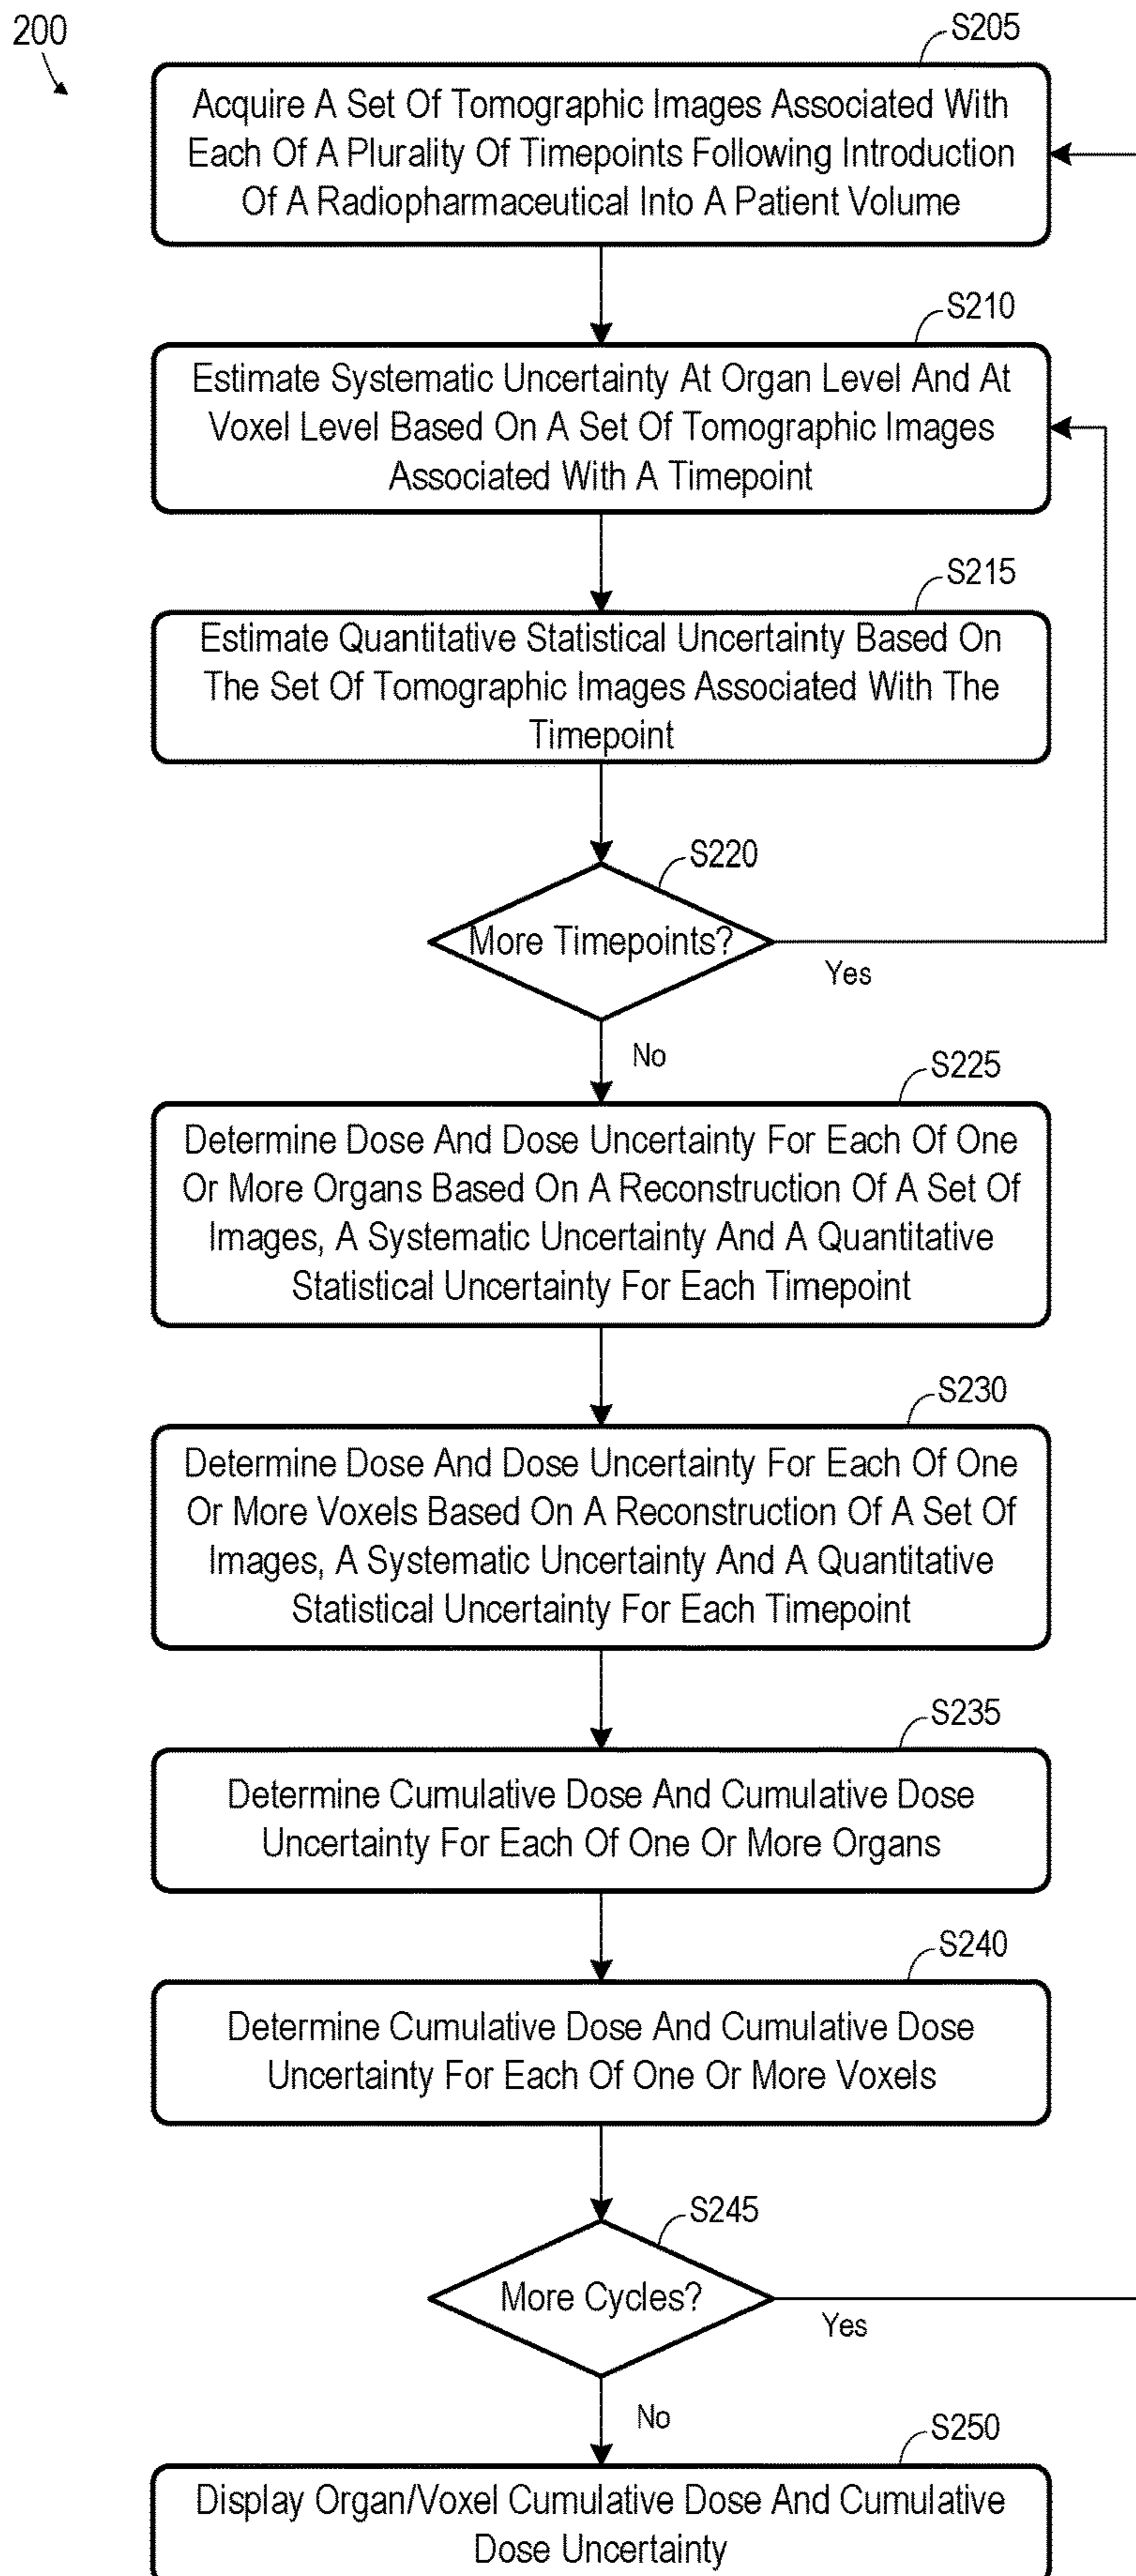 200
S205
Acquire A Set Of Tomographic Images Associated With
Each Of A Plurality Of Timepoints Following Introduction
Of A Radiopharmaceutical Into A Patient Volume
S210
Estimate Systematic Uncertainty At Organ Level And At
Voxel Level Based On A Set Of Tomographic Images
Associated With A Timepoint
S215
Estimate Quantitative Statistical Uncertainty Based On
The Set Of Tomographic Images Associated With The
Timepoint
S220
More Timepoints?
Yes
No
S225
Determine Dose And Dose Uncertainty For Each Of One
Or More Organs Based On A Reconstruction Of A Set Of
Images, A Systematic Uncertainty And A Quantitative
Statistical Uncertainty For Each Timepoint
S230
Determine Dose And Dose Uncertainty For Each Of One
Or More Voxels Based On A Reconstruction Of A Set Of
Images, A Systematic Uncertainty And A Quantitative
Statistical Uncertainty For Each Timepoint
S235
Determine Cumulative Dose And Cumulative Dose
Uncertainty For Each Of One Or More Organs
S240
Determine Cumulative Dose And Cumulative Dose
Uncertainty For Each Of One Or More Voxels
S245
More Cycles?
Yes
No
S250
Display Organ/Voxel Cumulative Dose And Cumulative
Dose Uncertainty